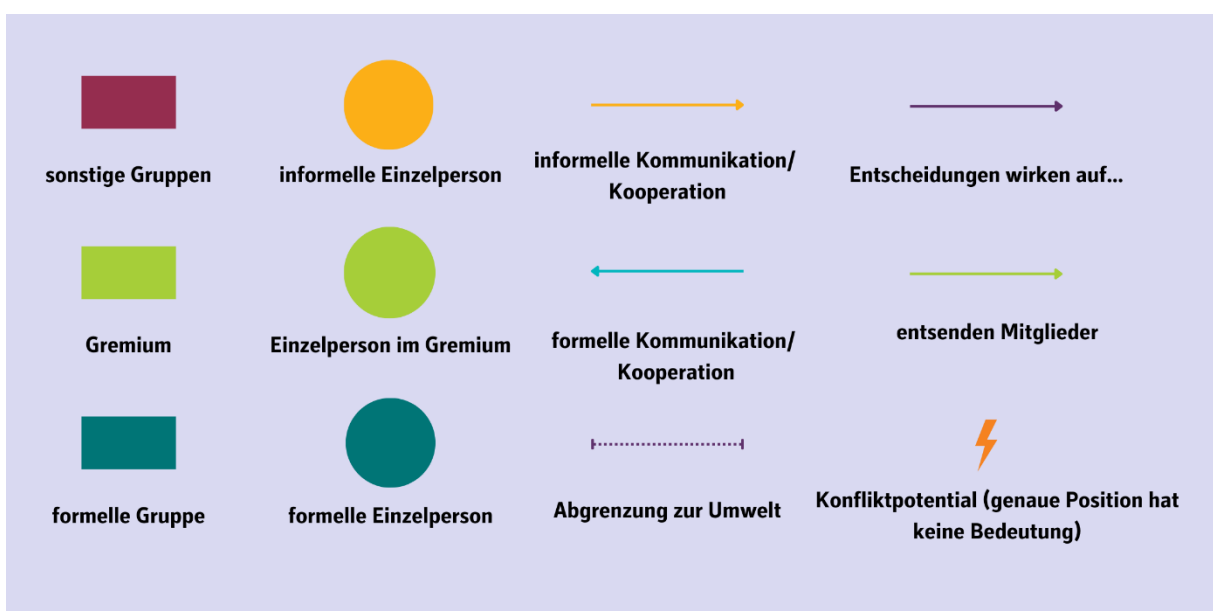 sonstige Gruppen
informelle Einzelperson
informelle Kommunikation/
Kooperation
Entscheidungen wirken auf...
Gremium
Einzelperson im Gremium
formelle Kommunikation/
Kooperation
entsenden Mitglieder
formelle Gruppe
formelle Einzelperson
Abgrenzung zur Umwelt
Konfliktpotential (genaue Position hat
keine Bedeutung)